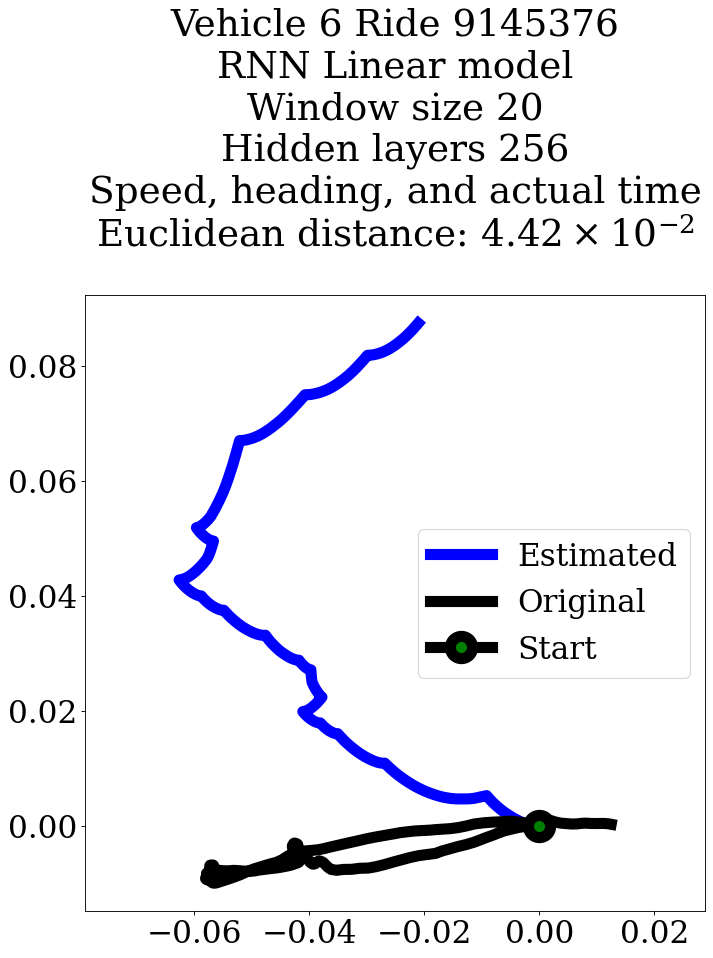 Vehicle 6 Ride 9145376
RNN Linear model
Window size 20
Hidden layers 256
Speed, heading, and actual time
Euclidean distance: 4.42 × 10⁻²
0.08
0.06
0.04
0.02
0.00
Estimated
Original
Start
−0.06 −0.04 −0.02 0.00 0.02